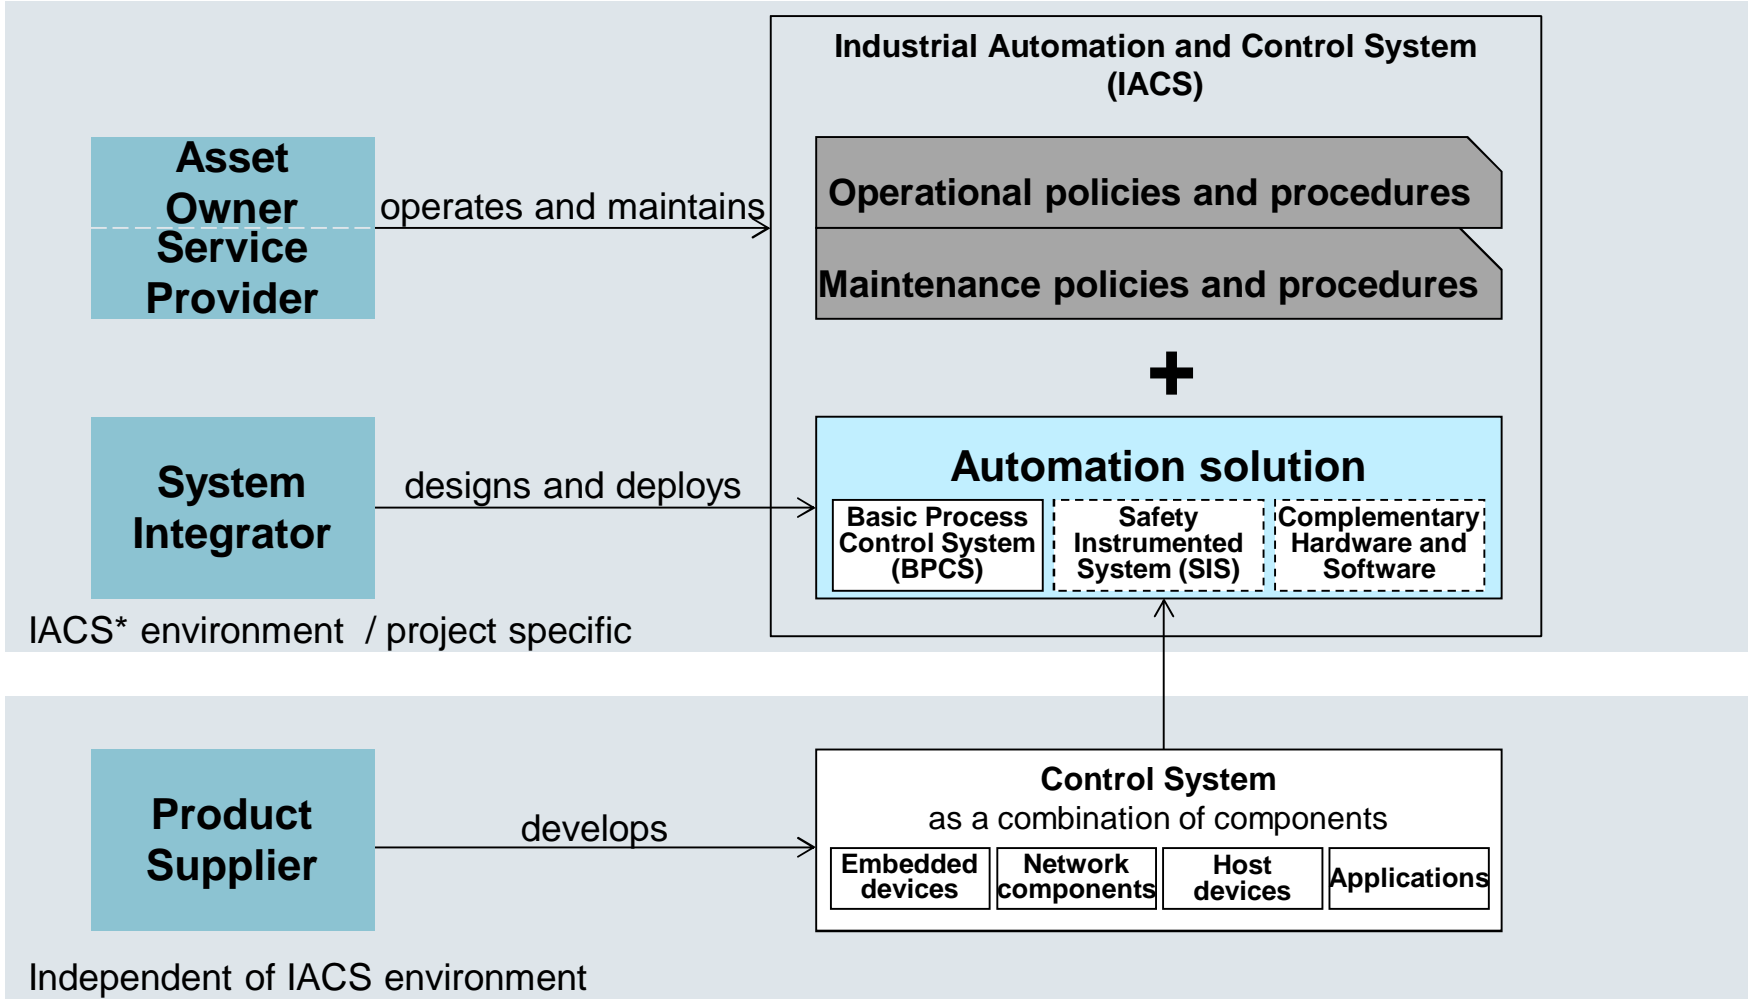 Industrial Automation and Control System
(IACS)
Asset
Owner
Service
Provider
operates and maintains
Operational policies and procedures
Maintenance policies and procedures
+
System
Integrator
designs and deploys
Automation solution
Basic Process
Control System
(BPCS)
Safety
Instrumented
System (SIS)
Complementary
Hardware and
Software
IACS* environment / project specific
Product
Supplier
develops
Control System
as a combination of components
Embedded
devices
Network
components
Host
devices
Applications
Independent of IACS environment